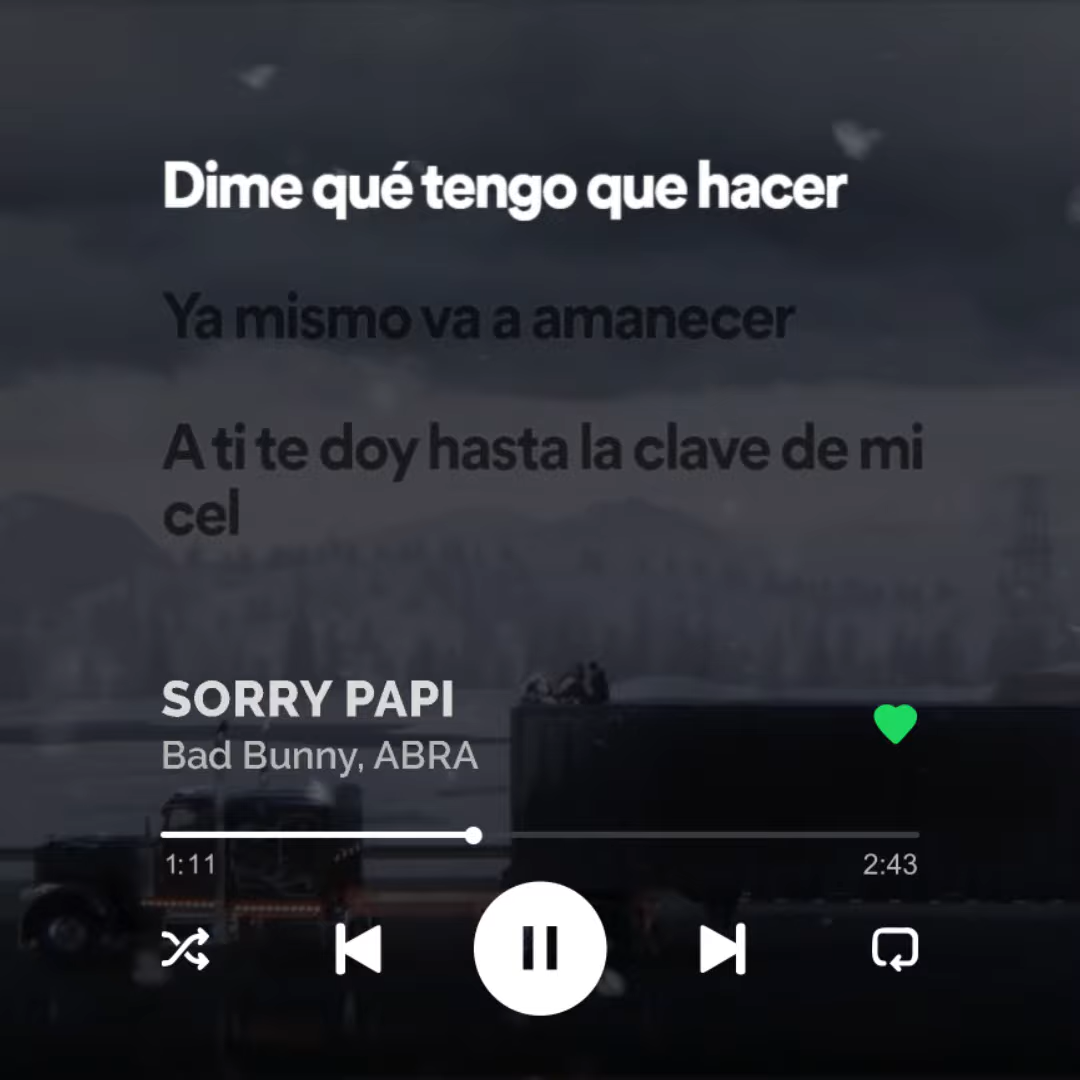 Dime qué tengo que hacer
Ya mismo va a amanecer
A ti te doy hasta la clave de mi
cel
SORRY PAPI
Bad Bunny, ABRA
1:11
2:43